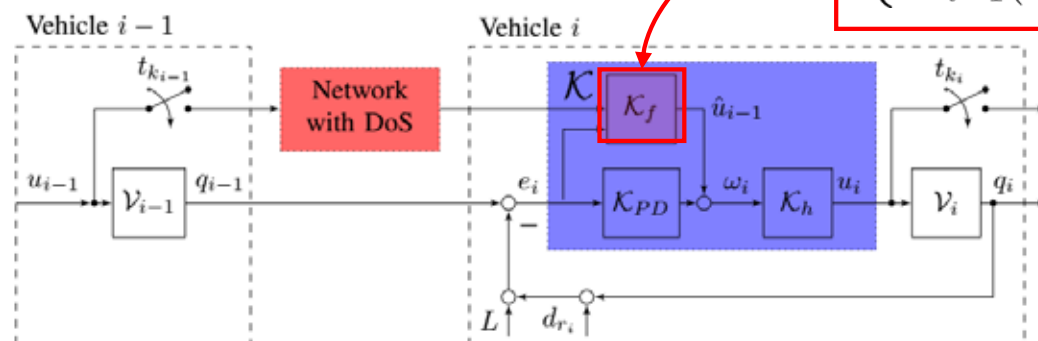 Vehicle i − 1
Vehicle i
t_{k_{i−1}}
Network
with DoS
𝒦
𝒦_f
û_{i−1}
t_{k_i}
u_{i−1}
𝒱_{i−1}
q_{i−1}
e_i
−
𝒦_{PD}
ω_i
𝒦_h
u_i
𝒱_i
q_i
L
d_{r_i}